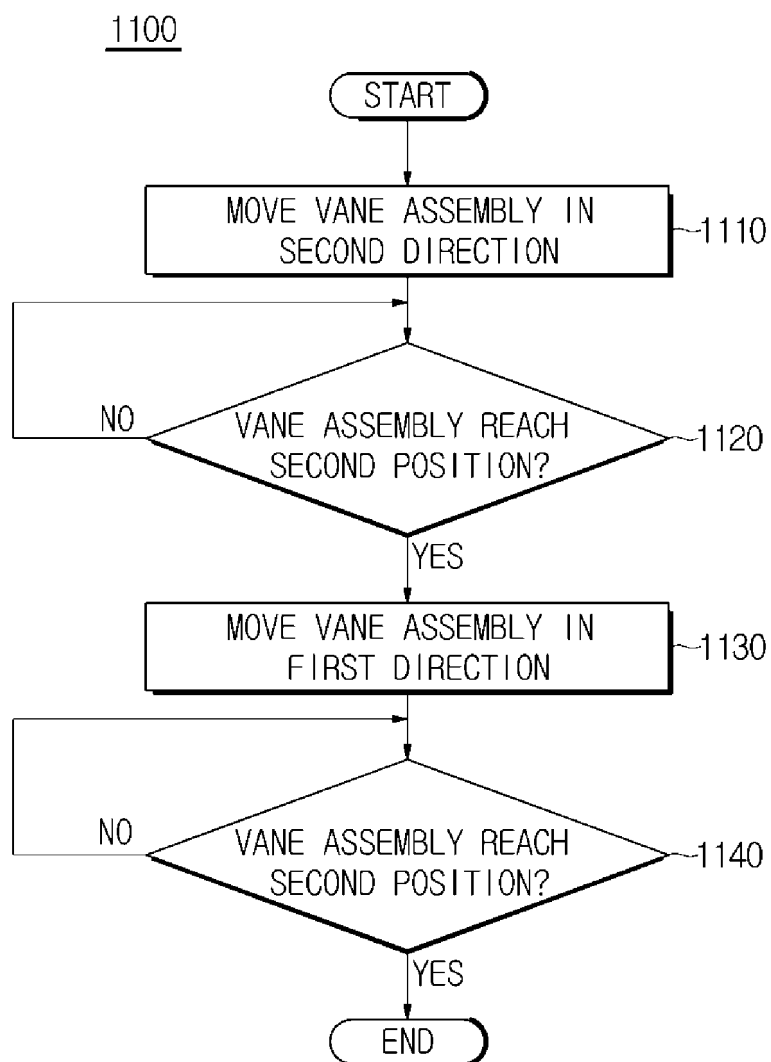 1100
START
MOVE VANE ASSEMBLY IN
SECOND DIRECTION
1110
NO
VANE ASSEMBLY REACH
SECOND POSITION?
1120
YES
MOVE VANE ASSEMBLY IN
FIRST DIRECTION
1130
NO
VANE ASSEMBLY REACH
SECOND POSITION?
1140
YES
END